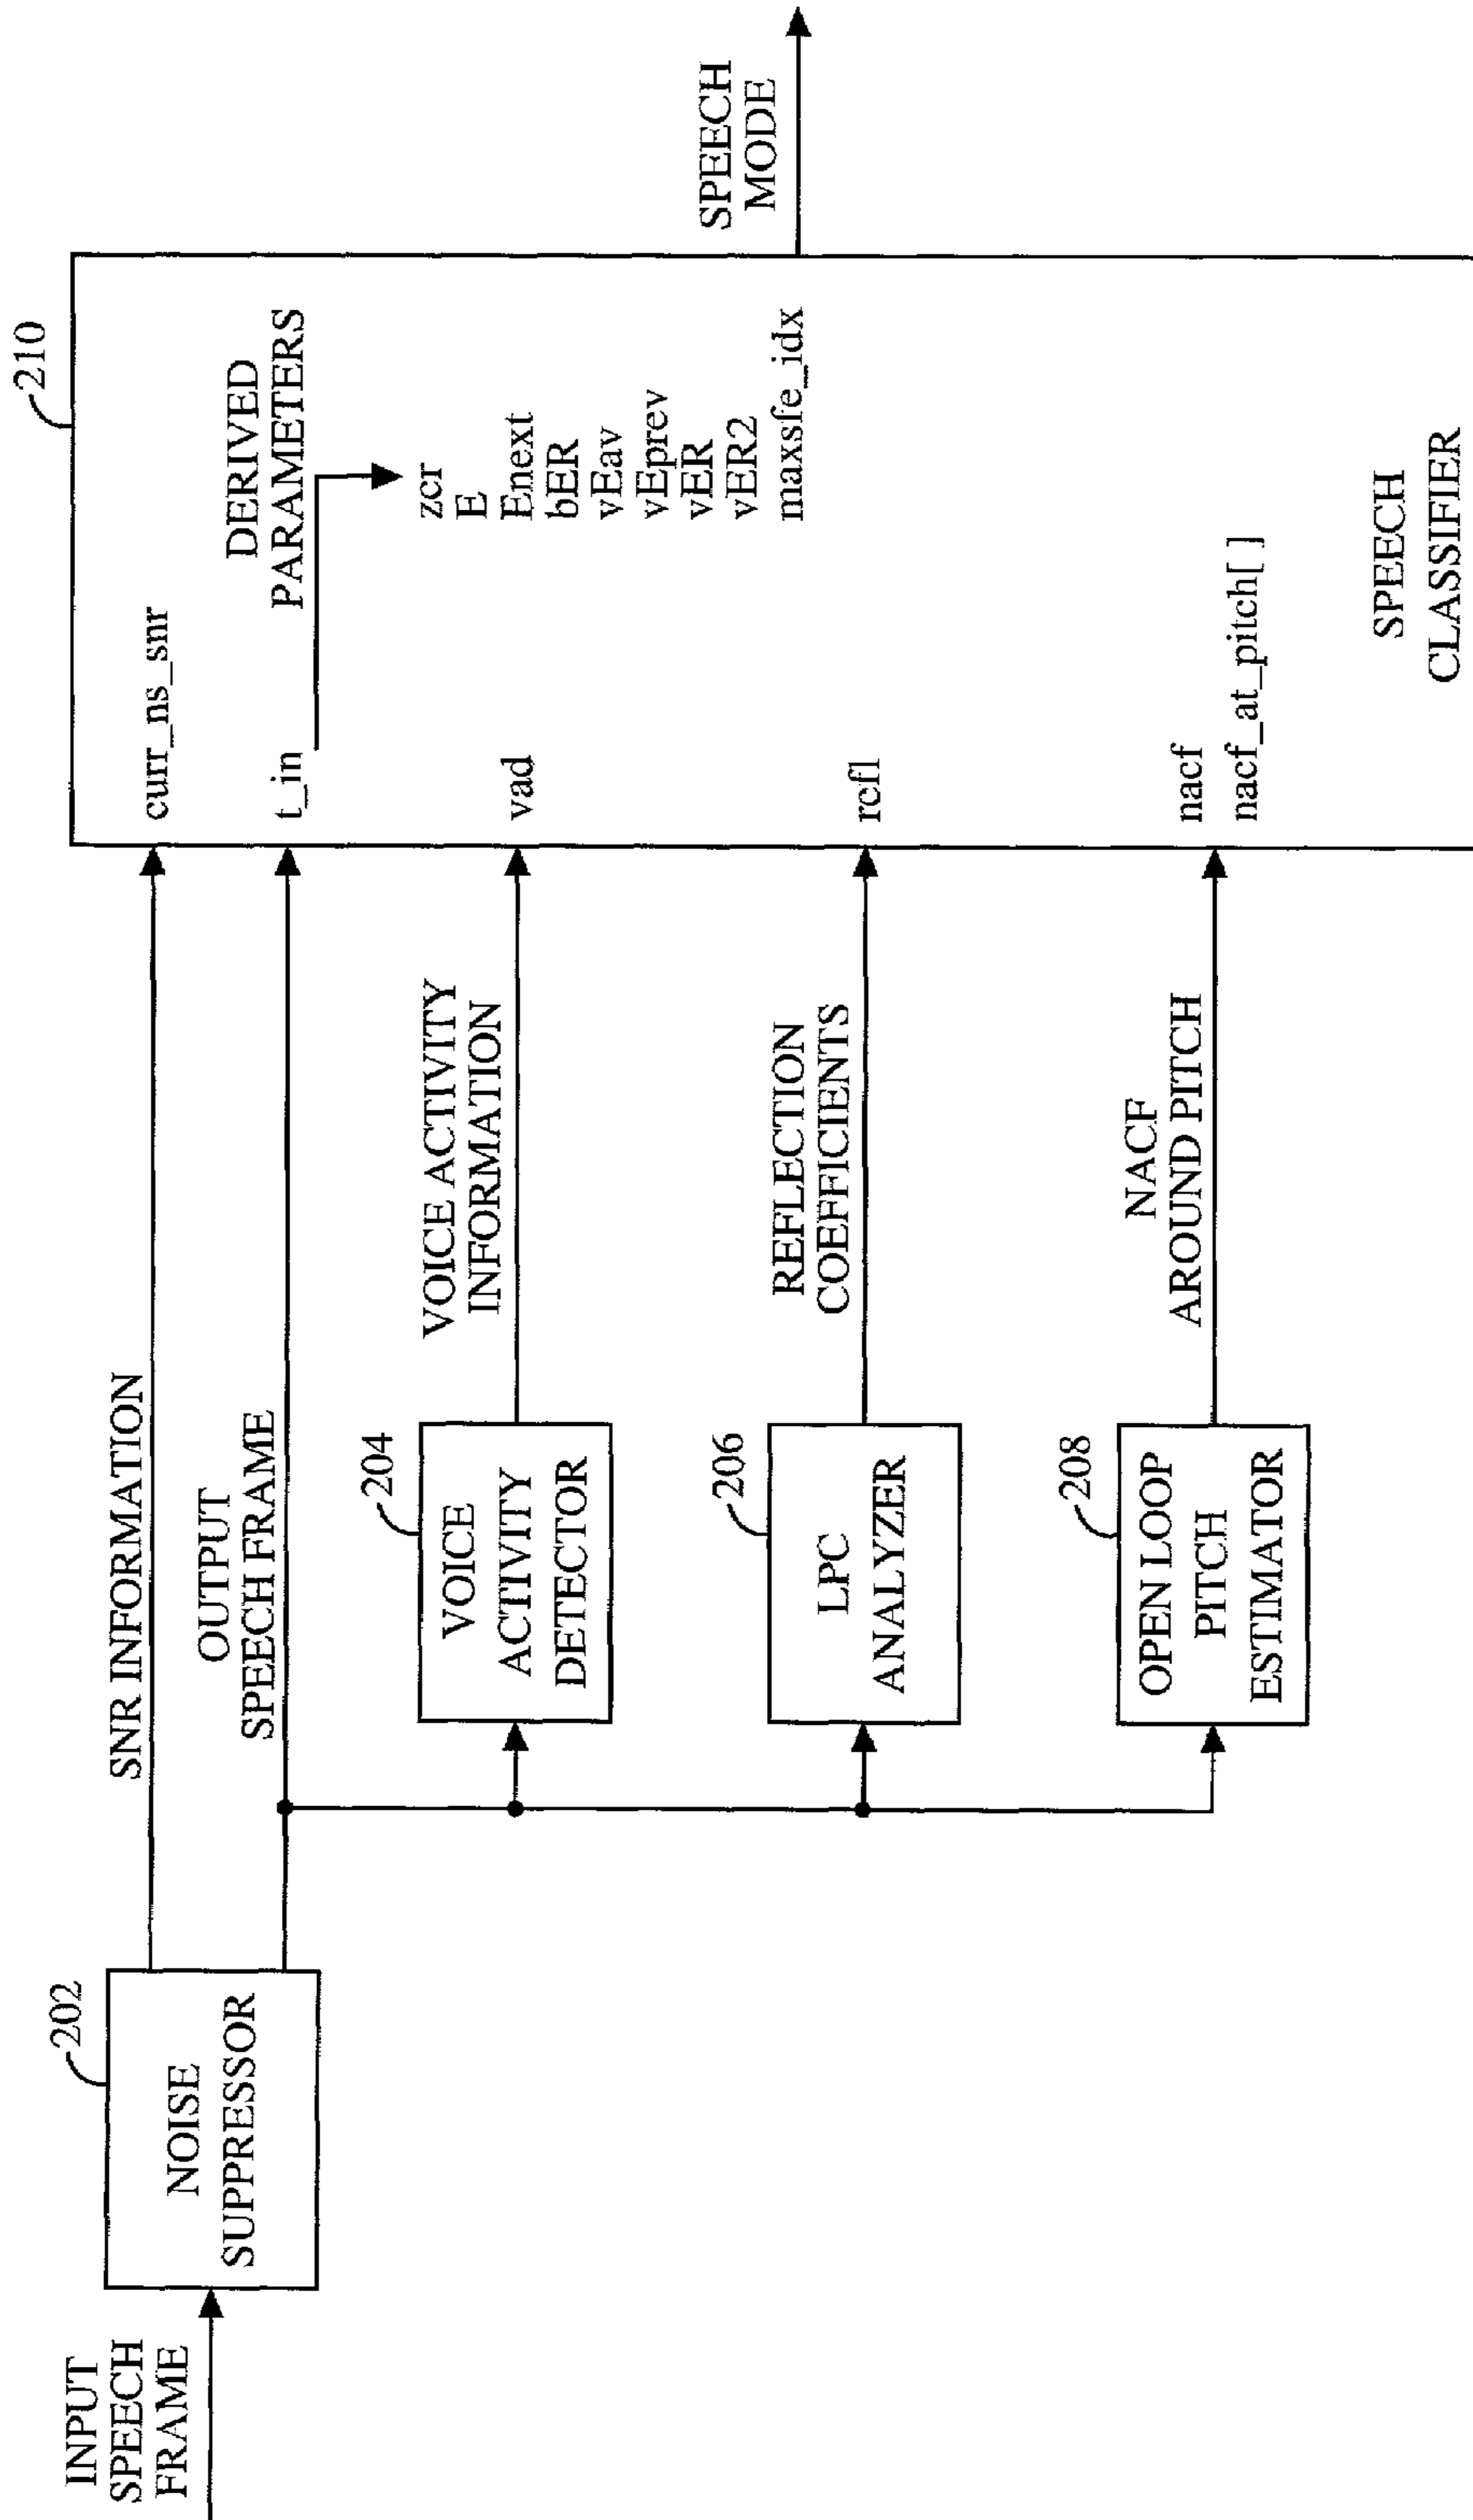 INPUT
SPEECH
FRAME
202
NOISE
SUPPRESSOR
SNR INFORMATION
OUTPUT
SPEECH FRAME
204
VOICE
ACTIVITY
DETECTOR
VOICE ACTIVITY
INFORMATION
206
LPC
ANALYZER
REFLECTION
COEFFICIENTS
208
OPEN LOOP
PITCH
ESTIMATOR
NACF
AROUND PITCH
210
curr_ns_snr
t_in
DERIVED
PARAMETERS
zcr
E
Enext
bER
vEav
vEprev
vER
vER2
maxsfe_idx
vad
refl
nacf
nacf_at_pitch[ ]
SPEECH
CLASSIFIER
SPEECH
MODE